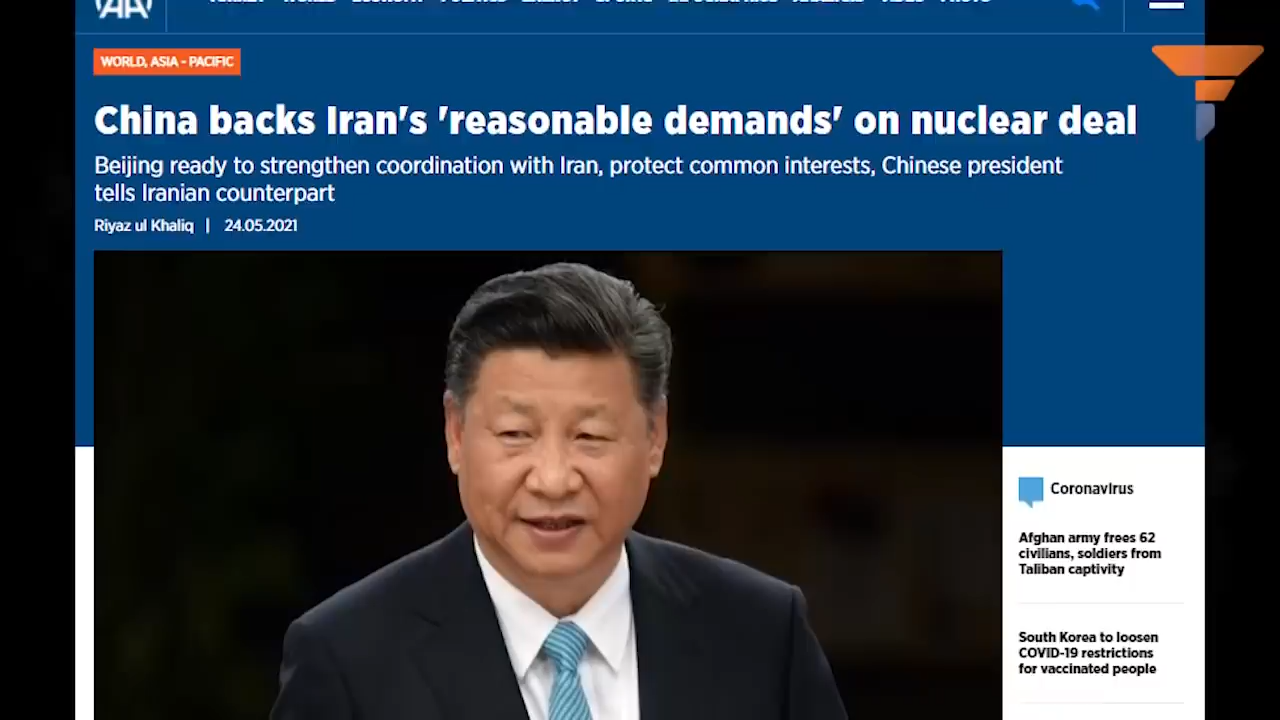 AA
WORLD, ASIA - PACIFIC
China backs Iran's 'reasonable demands' on nuclear deal
Beijing ready to strengthen coordination with Iran, protect common interests, Chinese president
tells Iranian counterpart
Riyaz ul Khaliq | 24.05.2021
Coronavirus
Afghan army frees 62
civilians, soldiers from
Taliban captivity
South Korea to loosen
COVID-19 restrictions
for vaccinated people